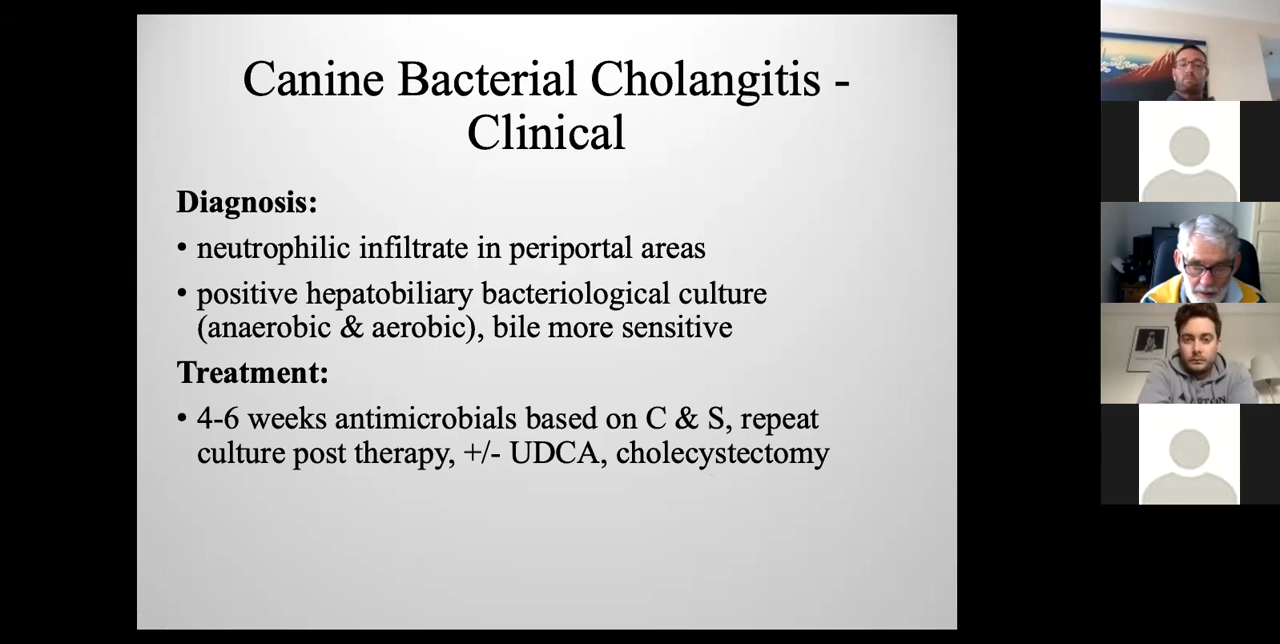 Canine Bacterial Cholangitis -
Clinical
Diagnosis:
• neutrophilic infiltrate in periportal areas
• positive hepatobiliary bacteriological culture
(anaerobic & aerobic), bile more sensitive
Treatment:
• 4-6 weeks antimicrobials based on C & S, repeat
culture post therapy, +/- UDCA, cholecystectomy